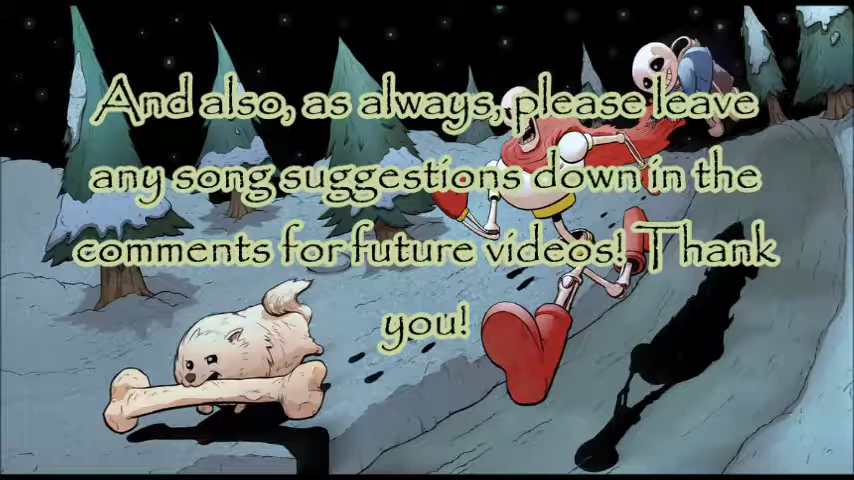 And also, as always, please leave
any song suggestions down in the
comments for future videos! Thank
you!